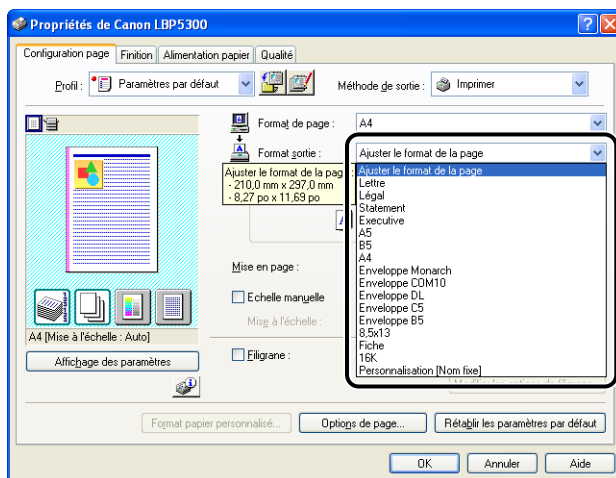 Propriétés de Canon LBP5300
Configuration page
Finition
Alimentation papier
Qualité
Profil :
Paramètres par défaut
Méthode de sortie :
Imprimer
Format de page :
A4
Format sortie :
Ajuster le format de la page
Ajuster le format de la page :
- 210,0 mm x 297,0 mm
- 8,27 po x 11,69 po
Ajuster le format de la page
Lettre
Légal
Statement
Executive
A5
B5
A4
Enveloppe Monarch
Enveloppe COM10
Enveloppe DL
Enveloppe C5
Enveloppe B5
8,5x13
Fiche
16K
Personnalisation [Nom fixe]
Mise en page :
Echelle manuelle
Mise à l'échelle :
A4 [Mise à l'échelle : Auto]
Affichage des paramètres
Filigrane :
Format papier personnalisé...
Options de page...
Rétablir les paramètres par défaut
OK
Annuler
Aide